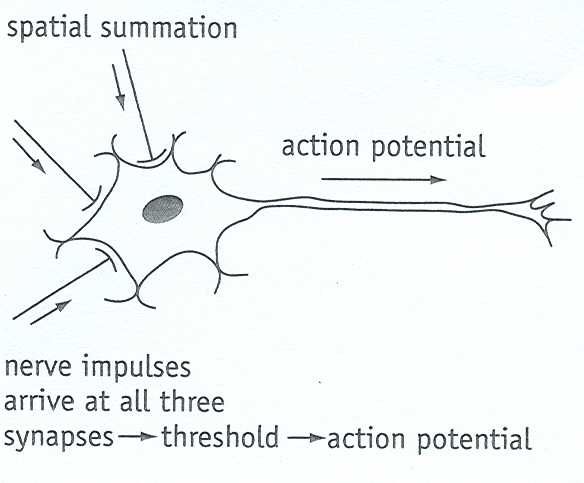 spatial summation
action potential
nerve impulses
arrive at all three
synapses → threshold → action potential